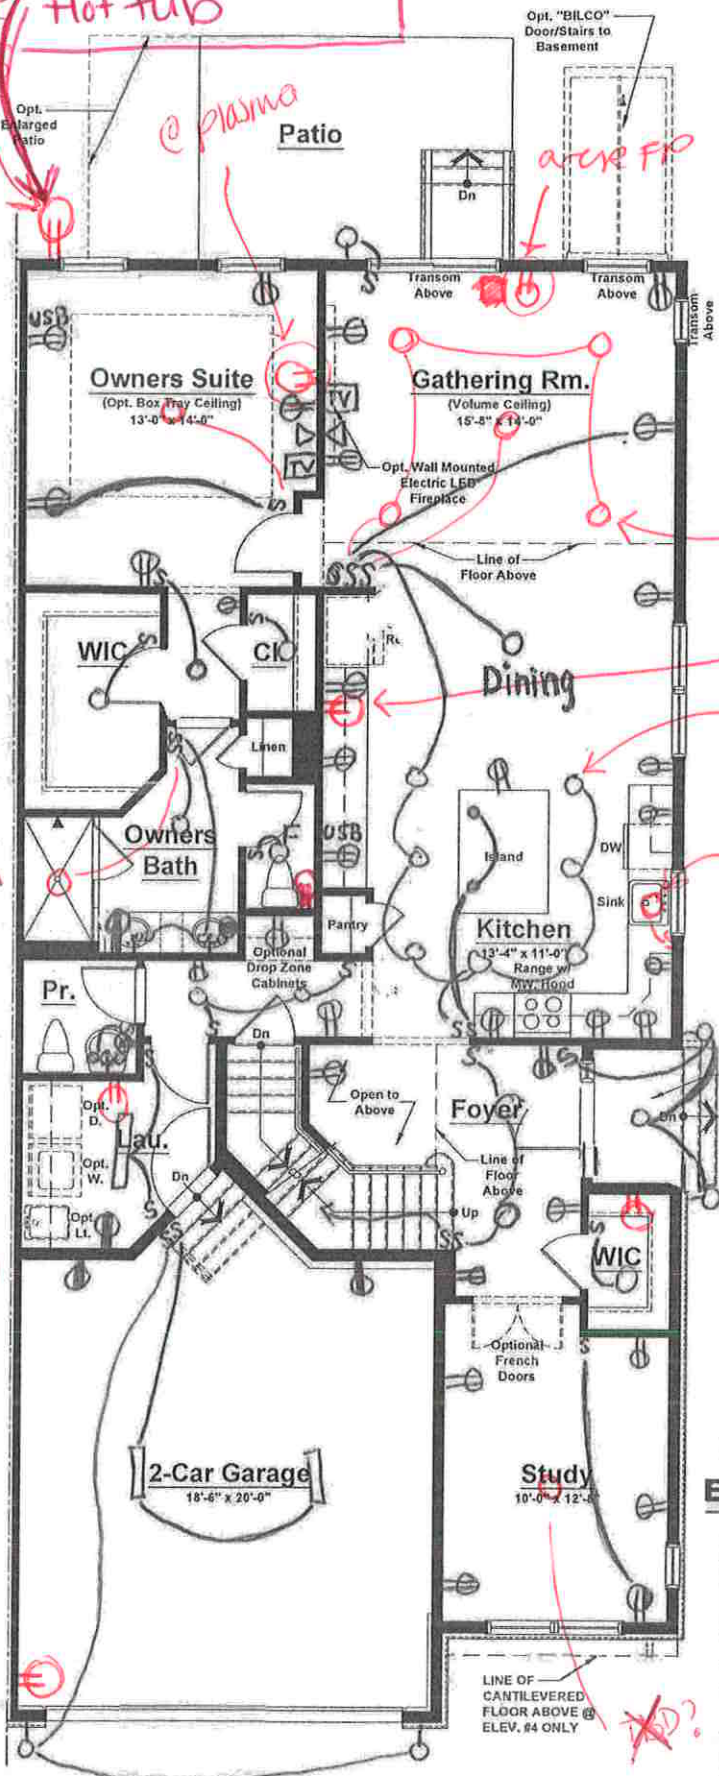 Hot tub
Opt. "BILCO"
Door/Stairs to
Basement
Opt.
Enlarged
Patio
@ plasma
Patio
Dn
Transom
Above
Transom
Above
Transom
Above
USB
Owners Suite
(Opt. Box Tray Ceiling)
13'-0" x 14'-0"
TV
TV
Gathering Rm.
(Volume Ceiling)
15'-8" x 14'-0"
Opt. Wall Mounted
Electric LED
Fireplace
S
S
Line of
Floor Above
SS
S
S
WIC
S
Cl
Dining
Linen
S
Owners
Bath
S
USB
Island
DW
Sink
Pantry
Kitchen
13'-4" x 11'-0"
Range w/
MW. Hood
Optional
Drop Zone
Cabinets
S
Pr.
S
Dn
SS
S
S
S
Open to
Above
Foyer
Dn
Opt.
D.
Lau.
Opt.
W.
Line of
Floor
Above
Dn
Opt.
Lt.
S
SS
Up
SS
S
WIC
Optional
French
Doors
S
2-Car Garage
18'-6" x 20'-0"
Study
LINE OF
CANTILEVERED
FLOOR ABOVE @
ELEV. #4 ONLY